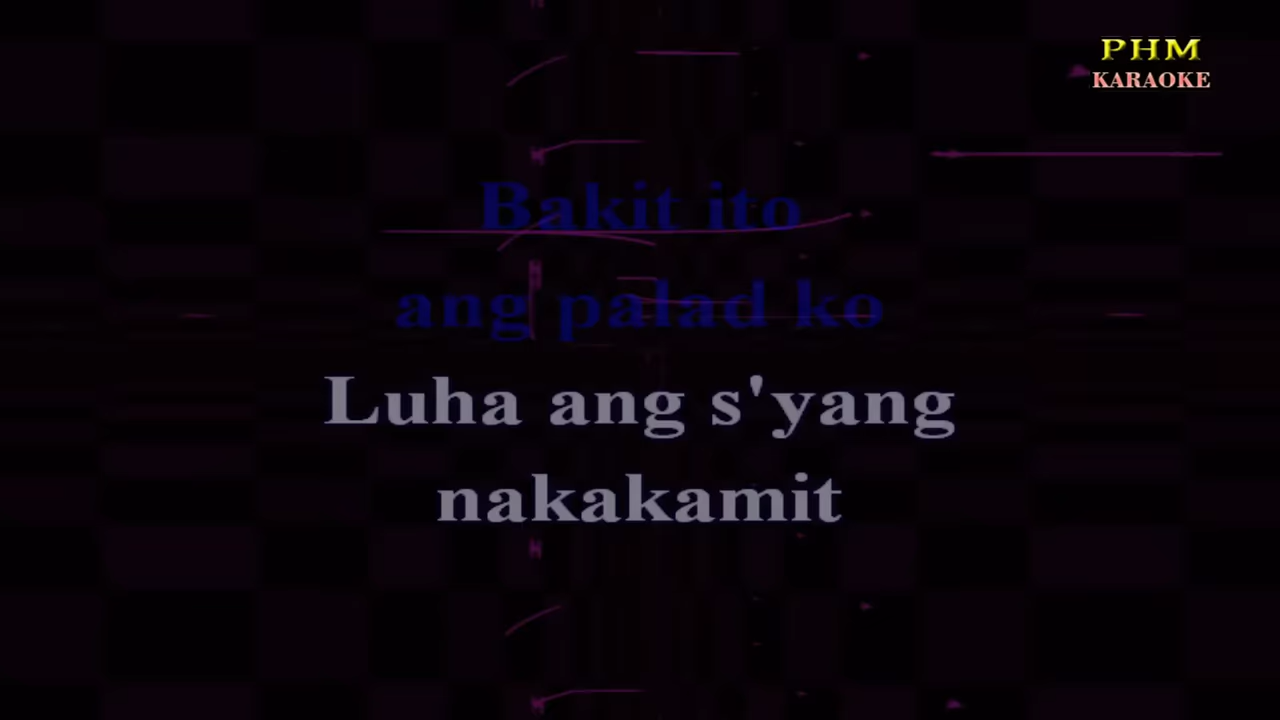 PHM
KARAOKE
Bakit ito
ang palad ko
Luha ang s'yang
nakakamit